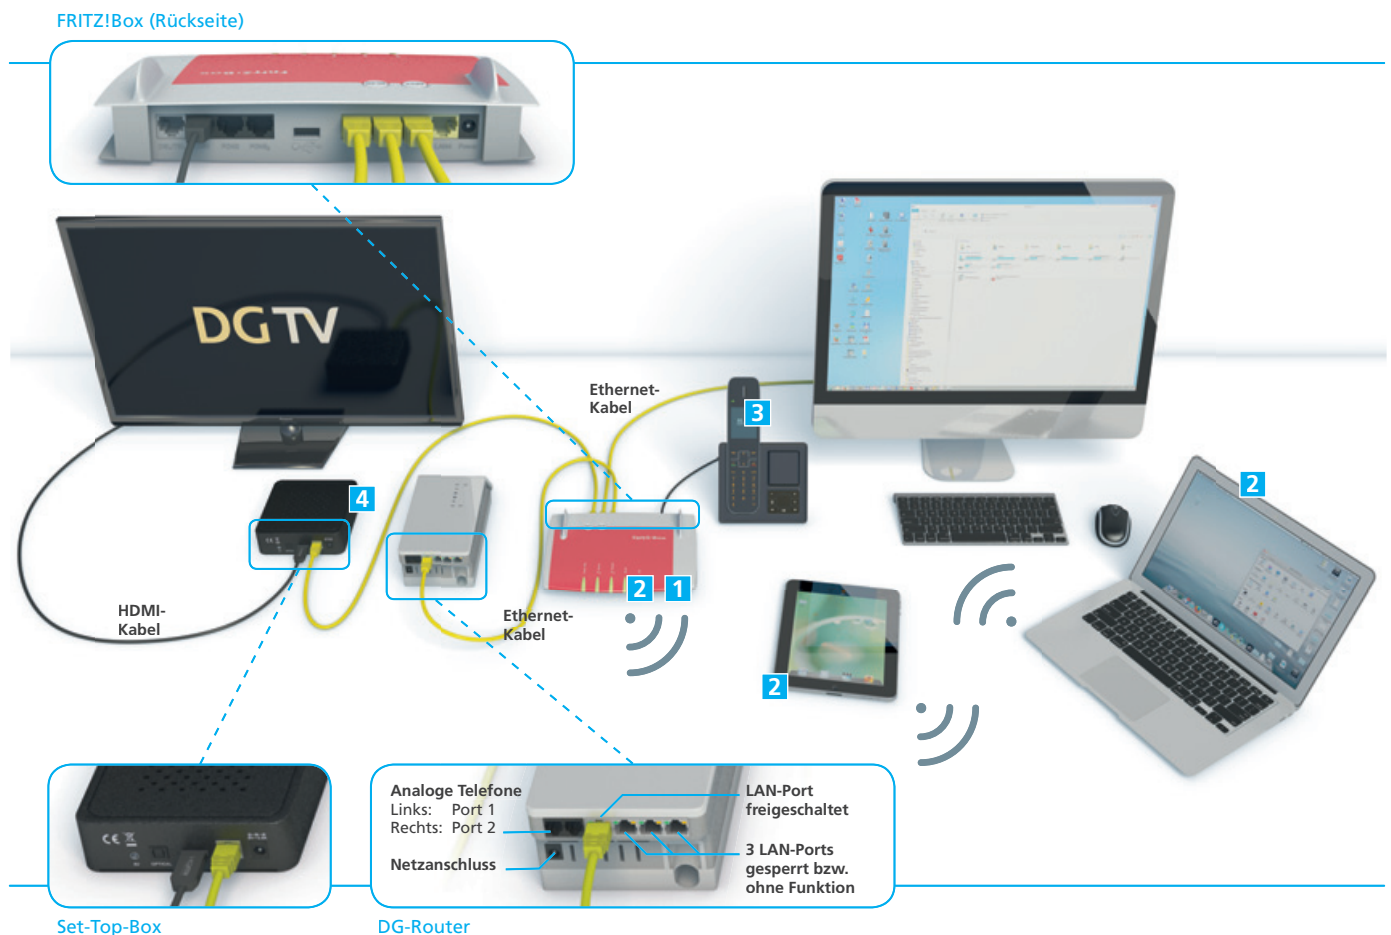 FRITZ!Box (Rückseite)
DGTV
Ethernet-
Kabel
3
2
4
2
1
HDMI-
Kabel
Ethernet-
Kabel
2
Analoge Telefone
Links: Port 1
Rechts: Port 2
Netzanschluss
LAN-Port
freigeschaltet
3 LAN-Ports
gesperrt bzw.
ohne Funktion
CE
Set-Top-Box
DG-Router